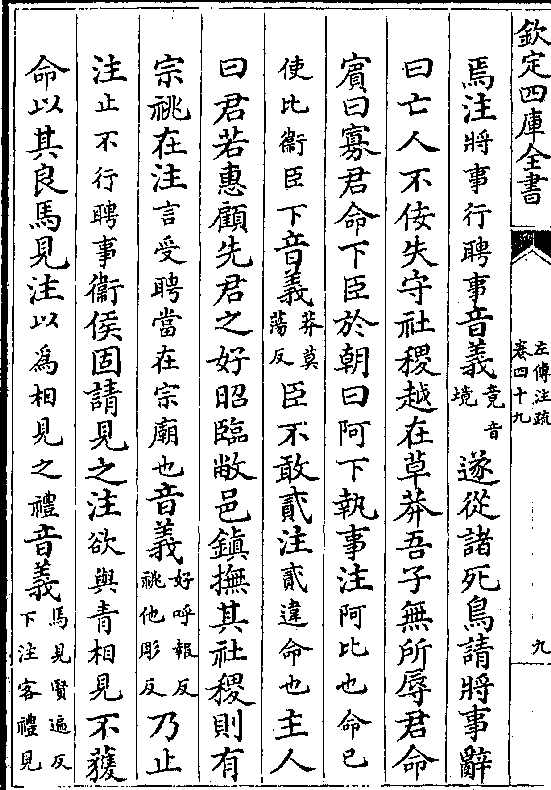 欽定四庫全書
左傳注疏
卷四十九
九
焉注將事行聘事音義竟音
境
遂從諸死鳥請將事辭
曰亡人不佞失守社稷越在草莽吾子無所辱君命
賔曰寡君命下臣於朝曰阿下執事注阿比也命已
使比衞臣下音義莽莫
蕩反
臣不敢貳注貳違命也主人
曰君若惠顧先君之好昭臨敝邑鎮撫其社稷則有
宗祧在注言受聘當在宗廟也音義好呼報反
祧他彫反
乃止
注止不行聘事衞侯固請見之注欲與青相見不獲
命以其良馬見注以為相見之禮音義馬見賢遍反
下注客禮見